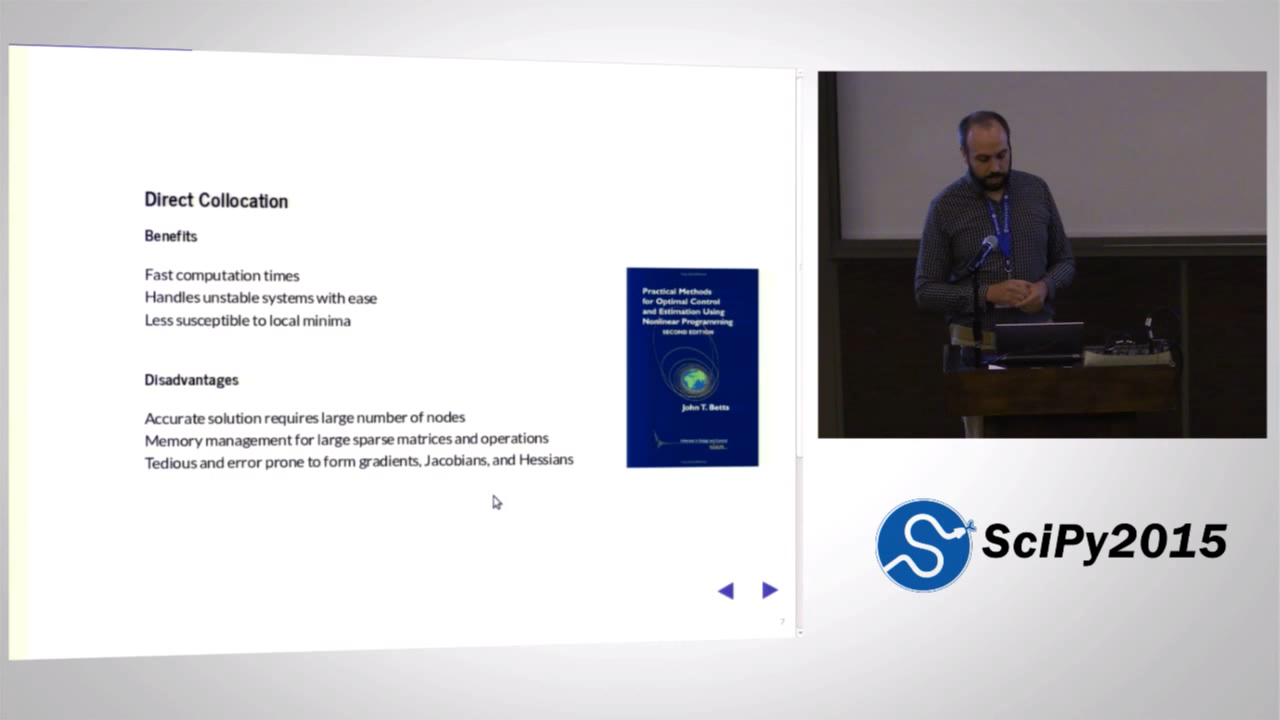 Direct Collocation
Benefits
Fast computation times
Handles unstable systems with ease
Less susceptible to local minima
Disadvantages
Accurate solution requires large number of nodes
Memory management for large sparse matrices and operations
Tedious and error prone to form gradients, Jacobians, and Hessians
Practical Methods
for Optimal Control
and Estimation Using
Nonlinear Programming
SECOND EDITION
John T. Betts
7
SciPy2015